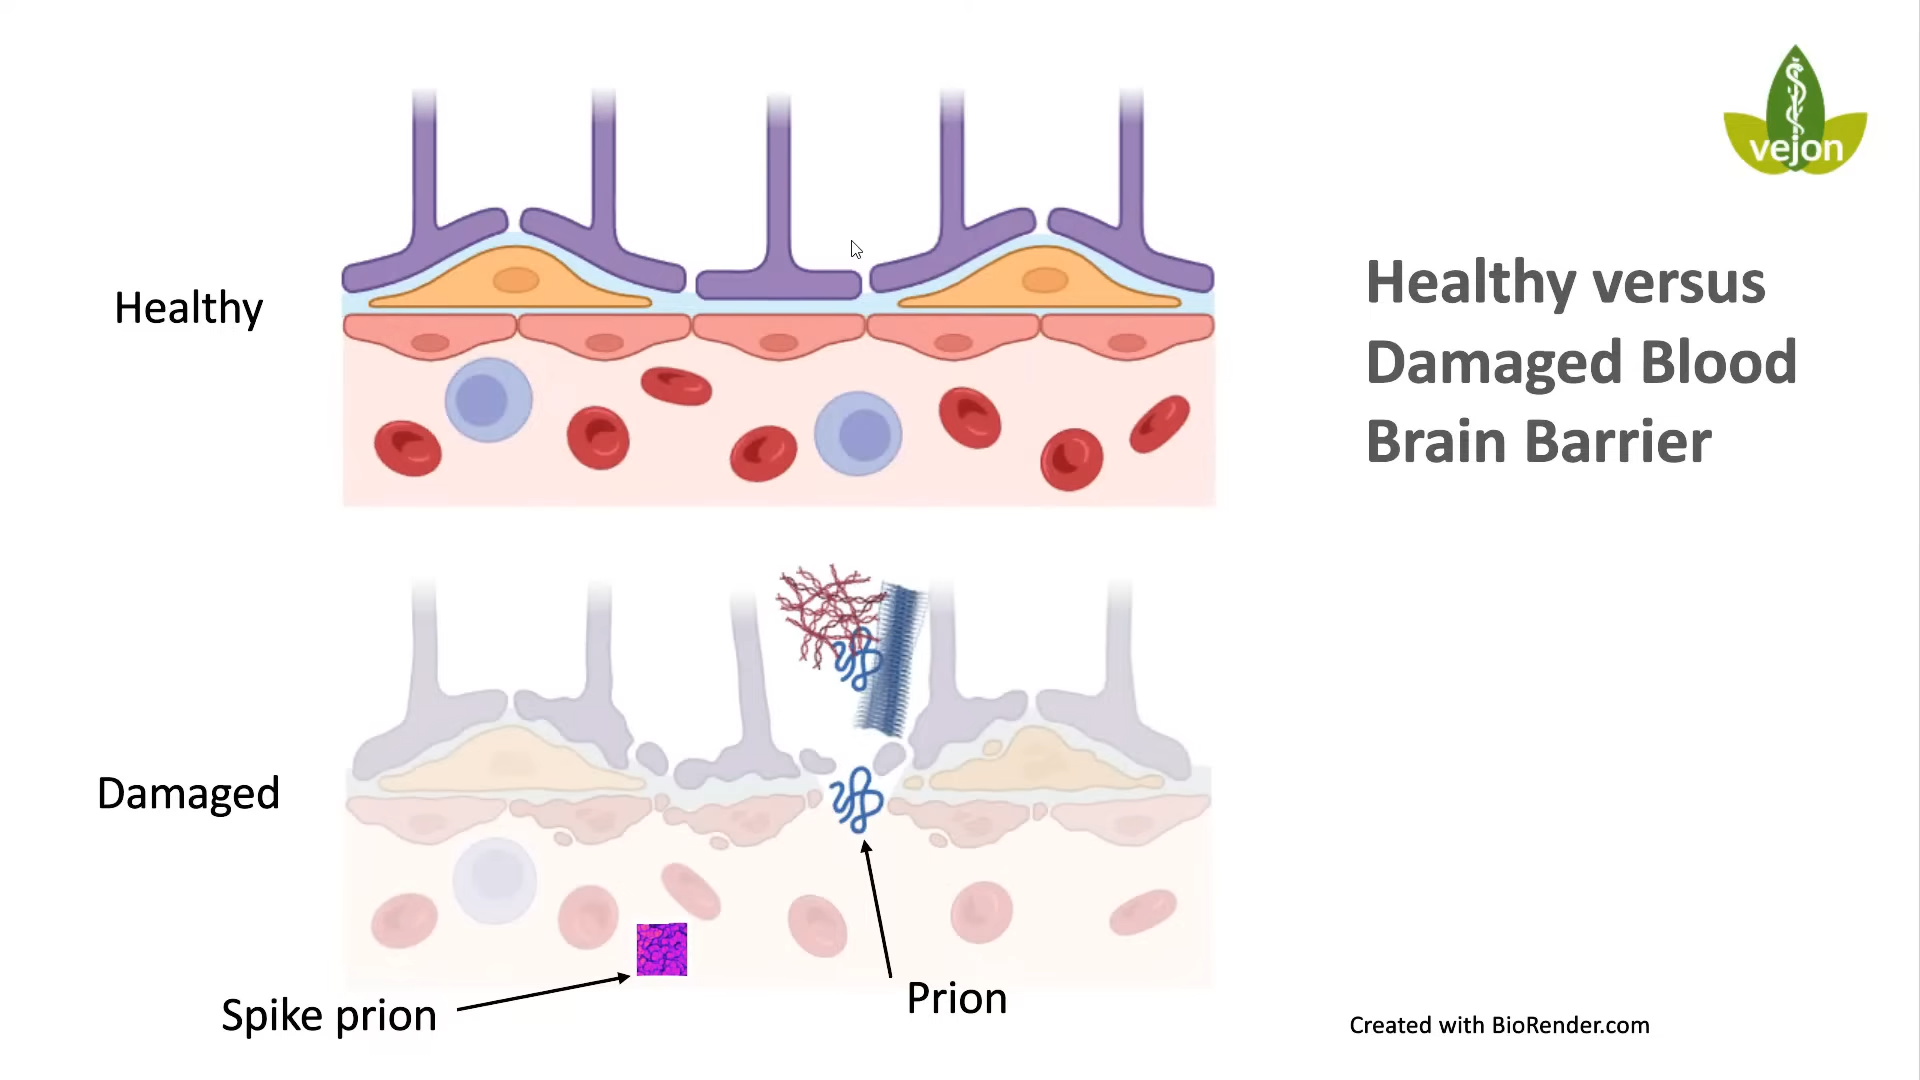 vejon
Healthy
Healthy versus
Damaged Blood
Brain Barrier
Damaged
Spike prion
Prion
Created with BioRender.com